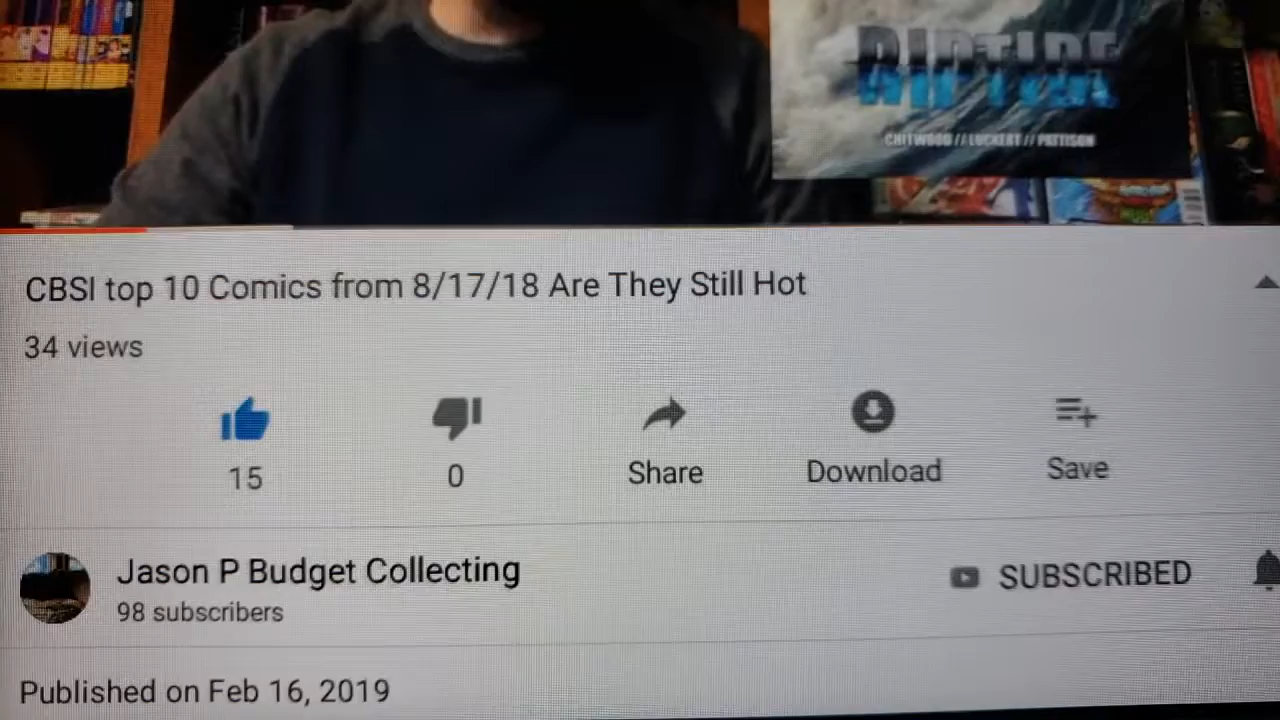 RIPTIDE
CHITWOOD // LUCKERT // PATTISON
CBSI top 10 Comics from 8/17/18 Are They Still Hot
34 views
15
0
Share
Download
Save
Jason P Budget Collecting
98 subscribers
SUBSCRIBED
Published on Feb 16, 2019